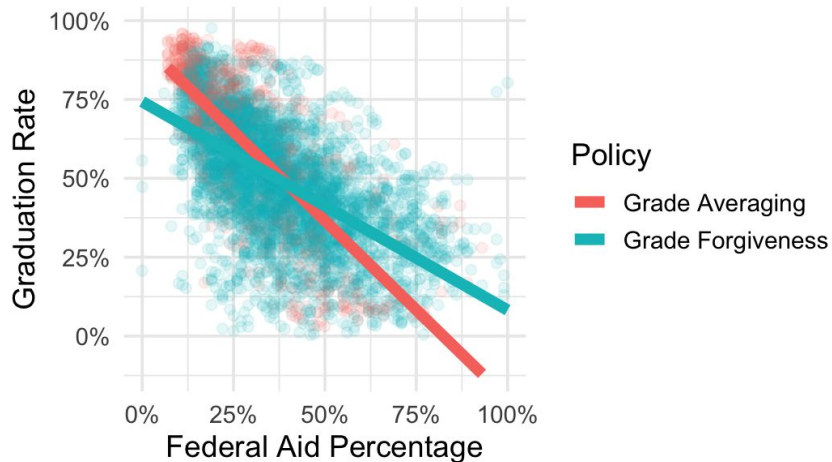 100%
75%
50%
25%
0%
Graduation Rate
0% 25% 50% 75% 100%
Federal Aid Percentage
Policy
Grade Averaging
Grade Forgiveness